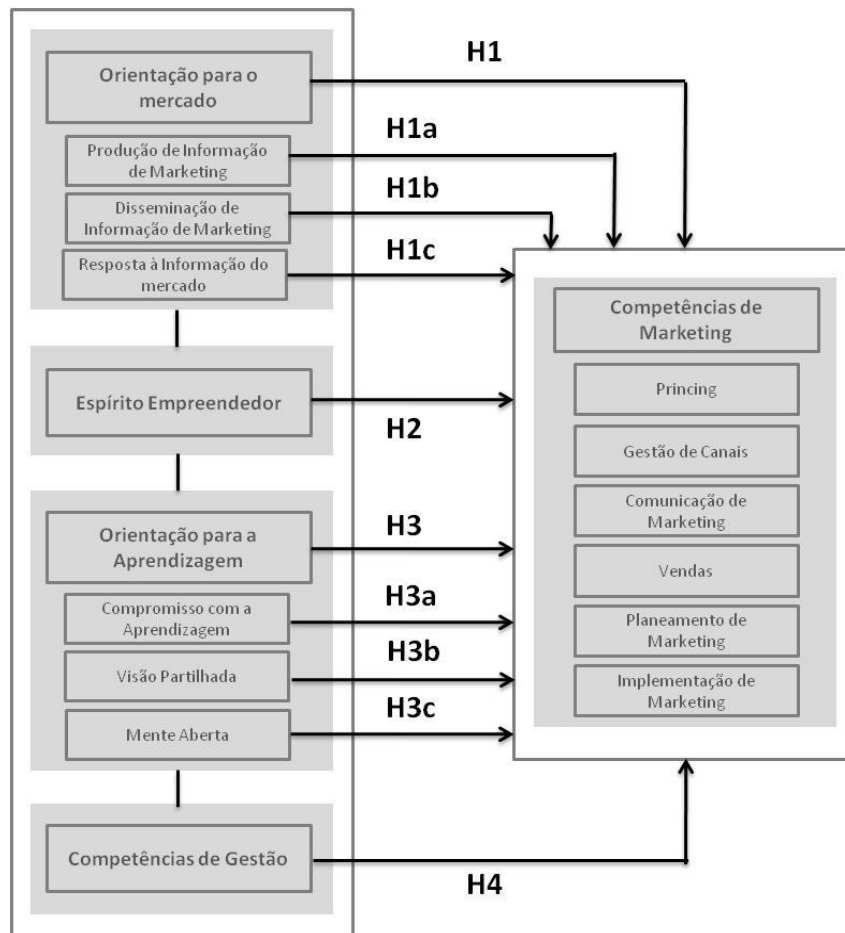 Orientação para o
mercado
Produção de Informação
de Marketing
Disseminação de
Informação de Marketing
Resposta à Informação do
mercado
Espírito Empreendedor
Orientação para a
Aprendizagem
Compromisso com a
Aprendizagem
Visão Partilhada
Mente Aberta
Competências de Gestão
H1
H1a
H1b
H1c
H2
H3
H3a
H3b
H3c
H4
Competências de
Marketing
Princing
Gestão de Canais
Comunicação de
Marketing
Vendas
Planeamento de
Marketing
Implementação de
Marketing